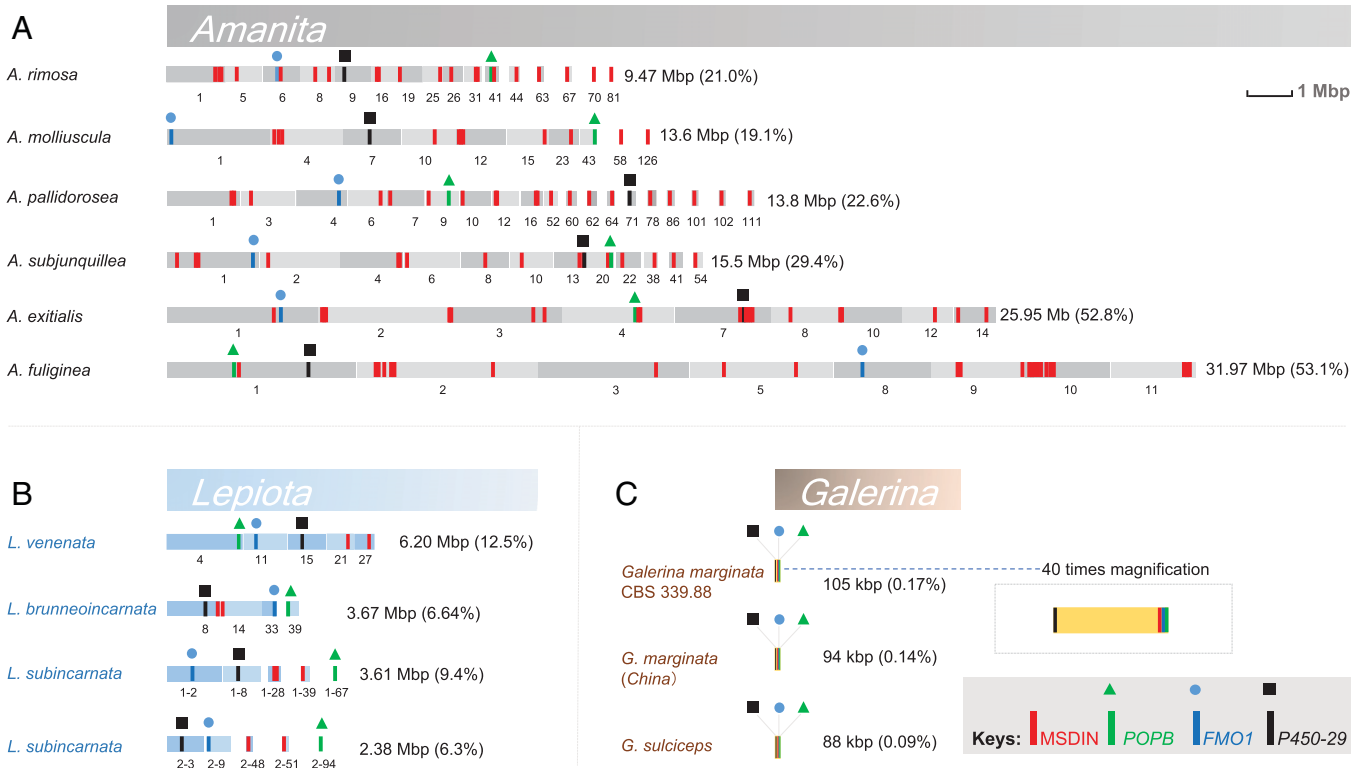 A
Amanita
A. rimosa
9.47 Mbp (21.0%)
1 5 6 8 9 16 19 25 26 31 41 44 63 67 70 81
1 Mbp
A. molliuscula
13.6 Mbp (19.1%)
1 4 7 10 12 15 23 43 58 126
A. pallidorosea
13.8 Mbp (22.6%)
1 3 4 6 7 9 10 12 16 52 60 62 64 71 78 86 101 102 111
A. subjunquillea
15.5 Mbp (29.4%)
1 2 4 6 8 10 13 20 22 38 41 54
A. exitialis
25.95 Mb (52.8%)
1 2 3 4 7 8 10 12 14
A. fuliginea
31.97 Mbp (53.1%)
1 2 3 5 8 9 10 11
B
Lepiota
L. venenata
6.20 Mbp (12.5%)
4 11 15 21 27
L. brunneoincarnata
3.67 Mbp (6.64%)
8 14 33 39
L. subincarnata
3.61 Mbp (9.4%)
1-2 1-8 1-28 1-39 1-67
L. subincarnata
2.38 Mbp (6.3%)
2-3 2-9 2-48 2-51 2-94
C
Galerina
Galerina marginata
CBS 339.88
105 kbp (0.17%)
40 times magnification
G. marginata
(China）
94 kbp (0.14%)
G. sulciceps
88 kbp (0.09%)
Keys: MSDIN POPB FMO1 P450-29